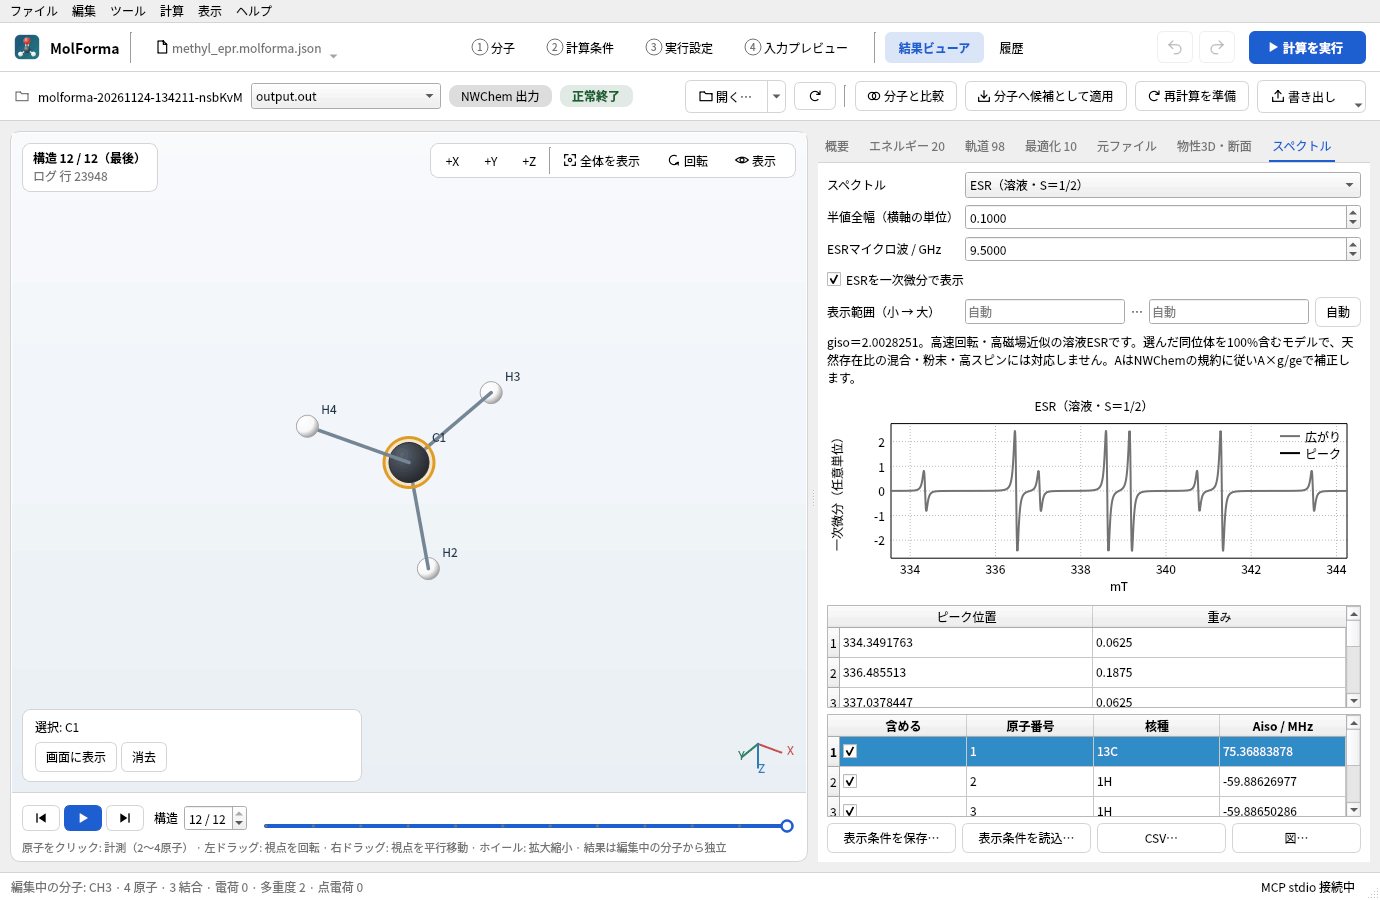 ファイル 編集 ツール 計算 表示 ヘルプ
MolForma
methyl_epr.molforma.json
1 分子 2 計算条件 3 実行設定 4 入力プレビュー 結果ビューア 履歴
計算を実行
molforma-20261124-134211-nsbKvM output.out NWChem 出力 正常終了 開く… 分子と比較 分子へ候補として適用 再計算を準備 書き出し
構造 12 / 12（最後）
ログ 行 23948
+X +Y +Z 全体を表示 回転 表示
H3
H4
C1
H2
選択: C1
画面に表示 消去
X
Y
Z
構造 12 / 12
原子をクリック: 計測（2〜4原子） · 左ドラッグ: 視点を回転 · 右ドラッグ: 視点を平行移動 · ホイール: 拡大縮小 · 結果は編集中の分子から独立
概要 エネルギー 20 軌道 98 最適化 10 元ファイル 物性3D・断面 スペクトル
スペクトル ESR（溶液・S=1/2）
半値全幅（横軸の単位） 0.1000
ESRマイクロ波 / GHz 9.5000
ESRを一次微分で表示
表示範囲（小 → 大） 自動 … 自動 自動
giso=2.0028251。高速回転・高磁場近似の溶液ESRです。選んだ同位体を100%含むモデルで、天
然存在比の混合・粉末・高スピンには対応しません。AはNWChemの規約に従いA×g/geで補正し
ます。
ESR（溶液・S=1/2）
一次微分（任意単位）
2
1
0
-1
-2
広がり
ピーク
334 336 338 340 342 344
mT
ピーク位置 重み
1 334.3491763 0.0625
2 336.485513 0.1875
3 337.0378447 0.0625
含める 原子番号 核種 Aiso / MHz
1 1 13C 75.36883878
2 2 1H -59.88626977
3 3 1H -59.88650286
表示条件を保存… 表示条件を読込… CSV… 図…
編集中の分子: CH3 · 4 原子 · 3 結合 · 電荷 0 · 多重度 2 · 点電荷 0
MCP stdio 接続中